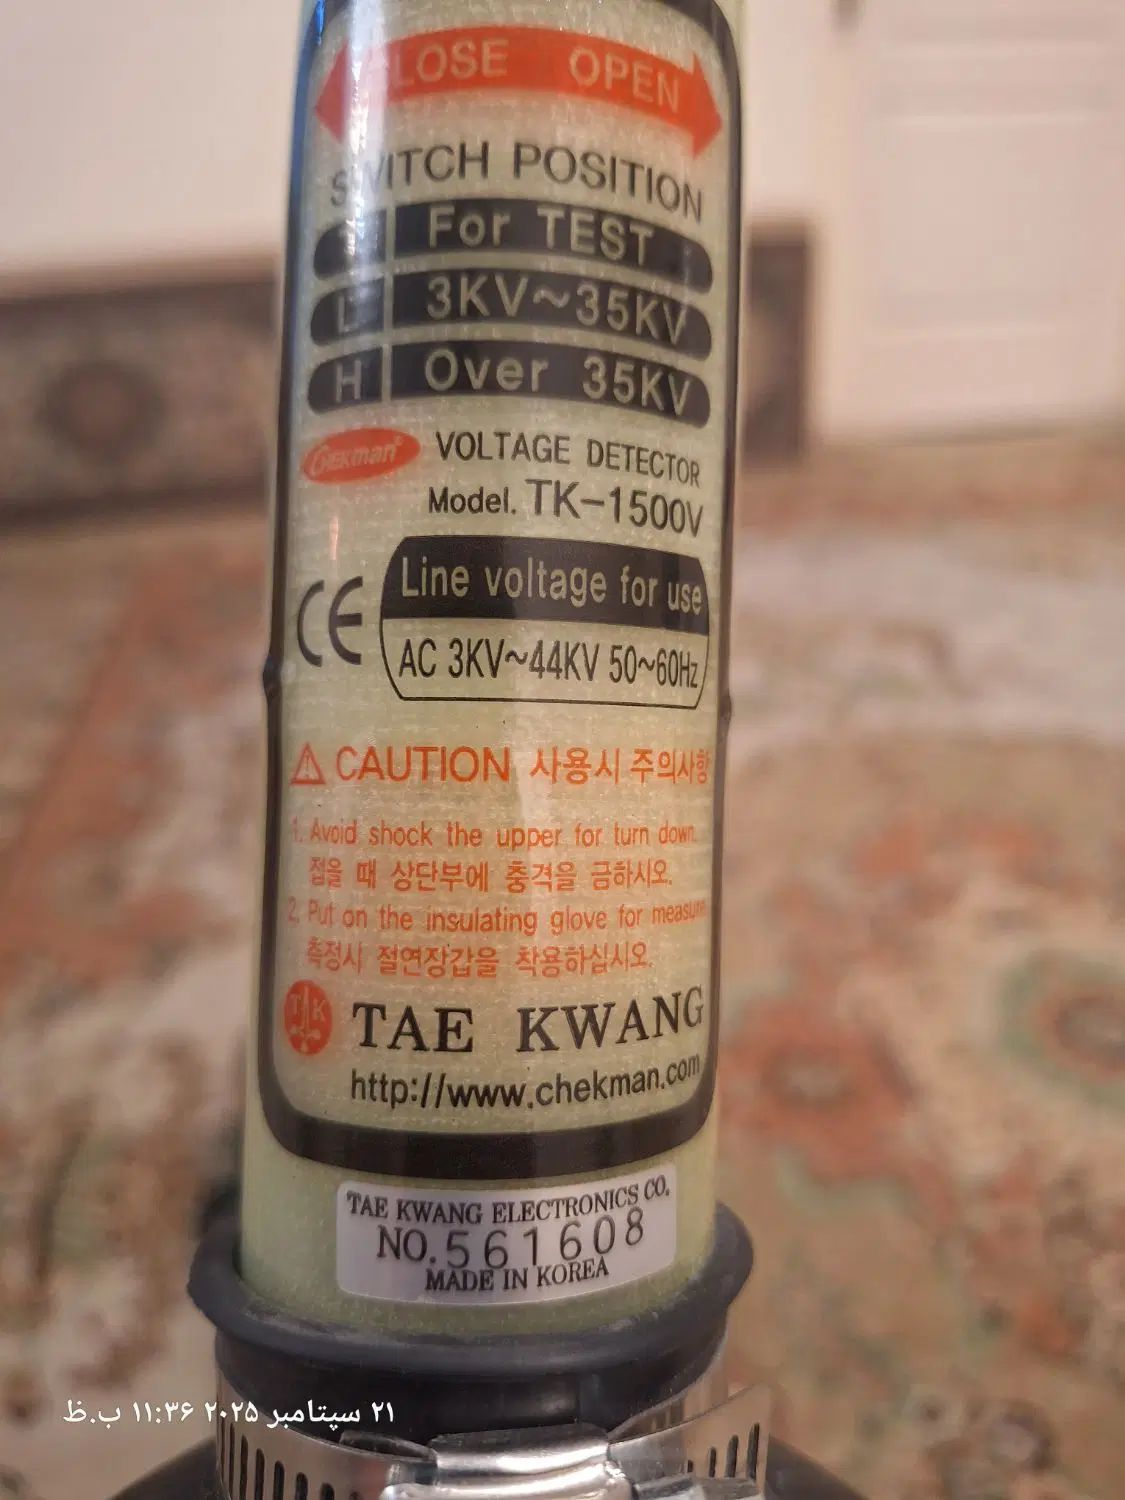 CLOSE OPEN
SWITCH POSITION
For TEST
L 3KV~35KV
H Over 35KV
CHEKman® VOLTAGE DETECTOR
Model. TK-1500V
CE
Line voltage for use
AC 3KV~44KV 50~60Hz
⚠ CAUTION 사용시 주의사항
1. Avoid shock the upper for turn down.
접을 때 상단부에 충격을 금하시오.
2. Put on the insulating glove for measure
측정시 절연장갑을 착용하십시오.
TK TAE KWANG
http://www.chekman.com
TAE KWANG ELECTRONICS CO.
NO.561608
MADE IN KOREA
۲۱ سپتامبر ۲۰۲۵ ۱۱:۳۶ ب.ظ